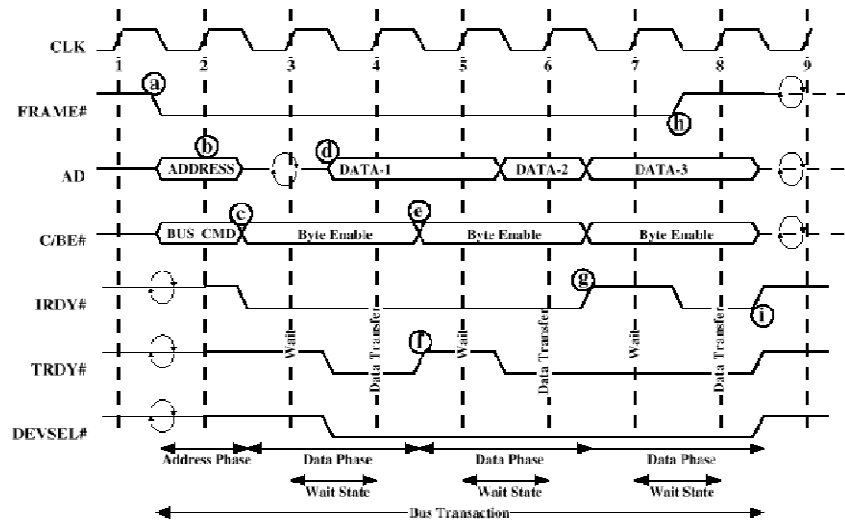 CLK
1 2 3 4 5 6 7 8 9
a
FRAME#
h
b
d
AD
ADDRESS DATA-1 DATA-2 DATA-3
c
e
C/BE#
BUS CMD Byte Enable Byte Enable Byte Enable
g
IRDY#
i
Wait Data Transfer Wait Data Transfer Wait Data Transfer
f
TRDY#
DEVSEL#
Address Phase Data Phase Data Phase Data Phase
Wait State Wait State Wait State
Bus Transaction